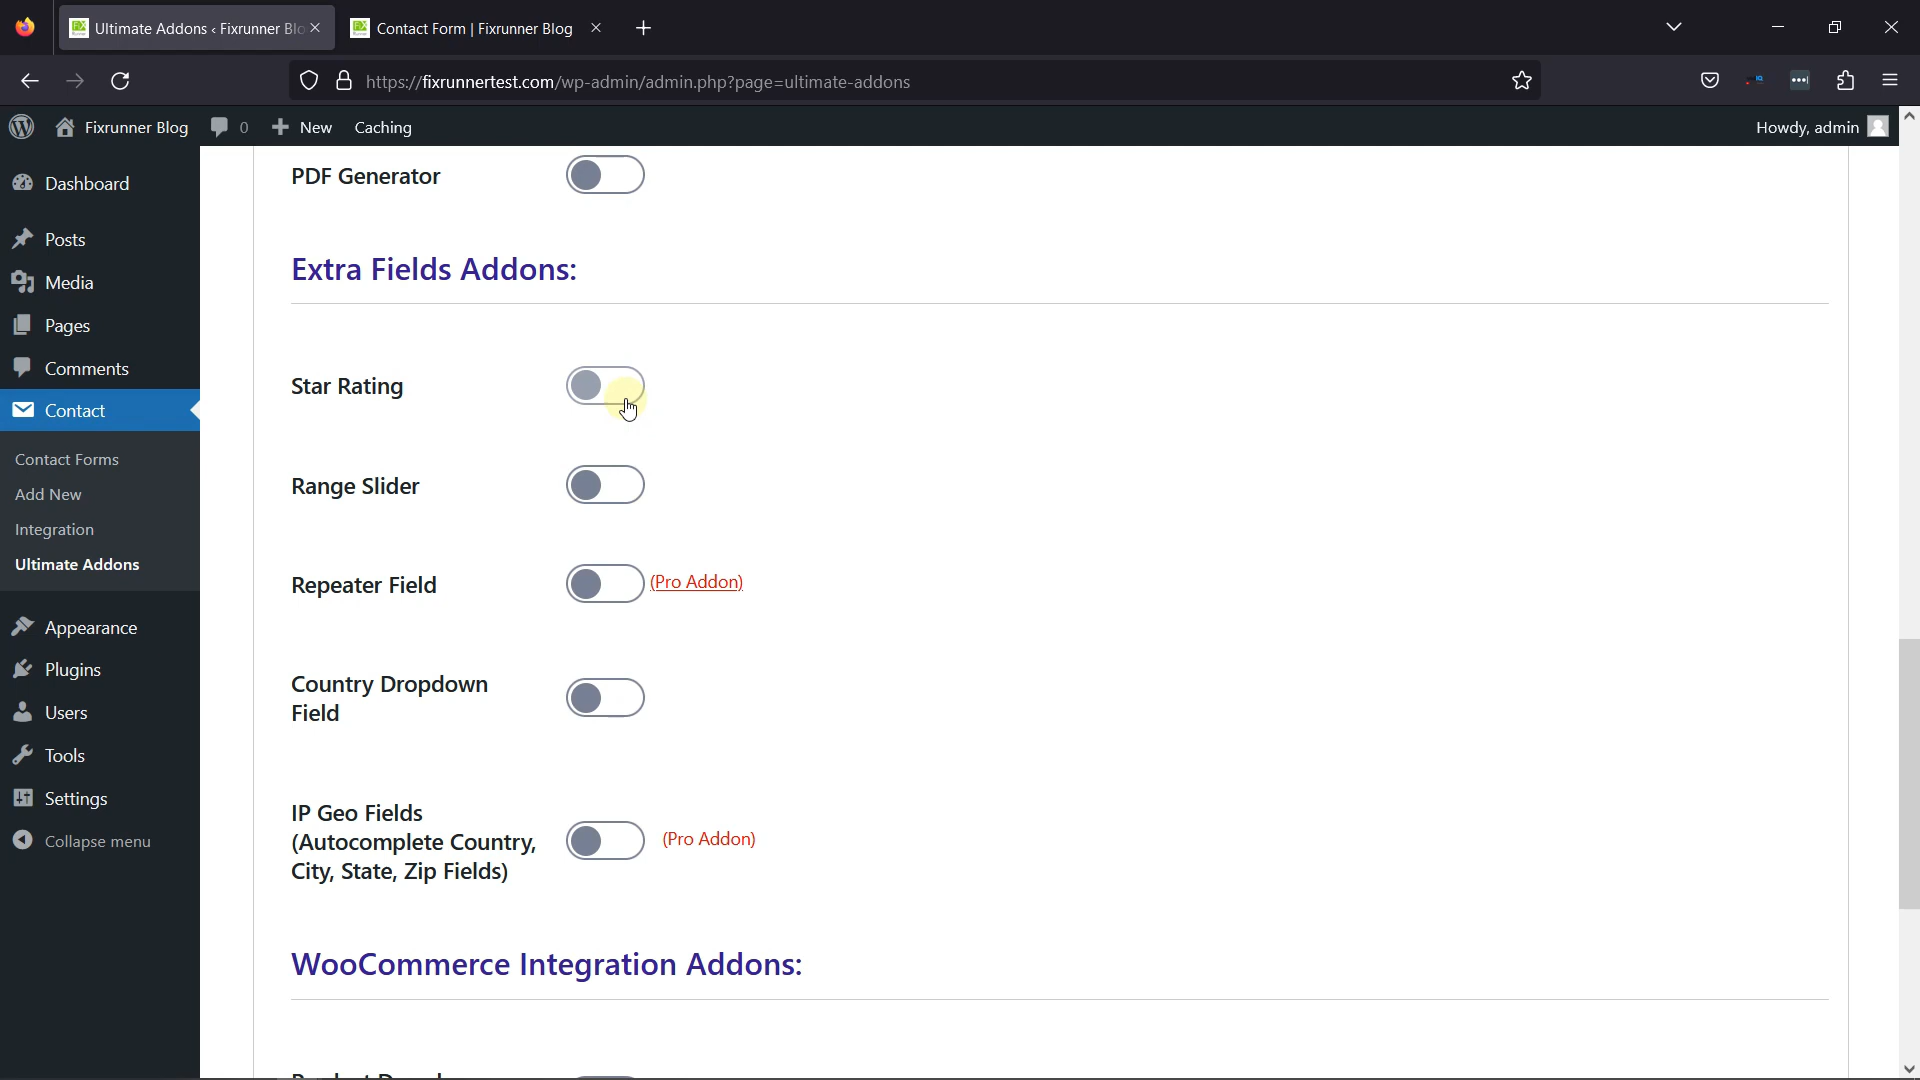 Ultimate Addons ‹ Fixrunner Blo
Contact Form | Fixrunner Blog
https://fixrunnertest.com/wp-admin/admin.php?page=ultimate-addons
Fixrunner Blog
0
New
Caching
Howdy, admin
Dashboard
Posts
Media
Pages
Comments
Contact
Contact Forms
Add New
Integration
Ultimate Addons
Appearance
Plugins
Users
Tools
Settings
Collapse menu
PDF Generator
Extra Fields Addons:
Star Rating
Range Slider
Repeater Field
(Pro Addon)
Country Dropdown
Field
IP Geo Fields
(Autocomplete Country,
City, State, Zip Fields)
(Pro Addon)
WooCommerce Integration Addons: